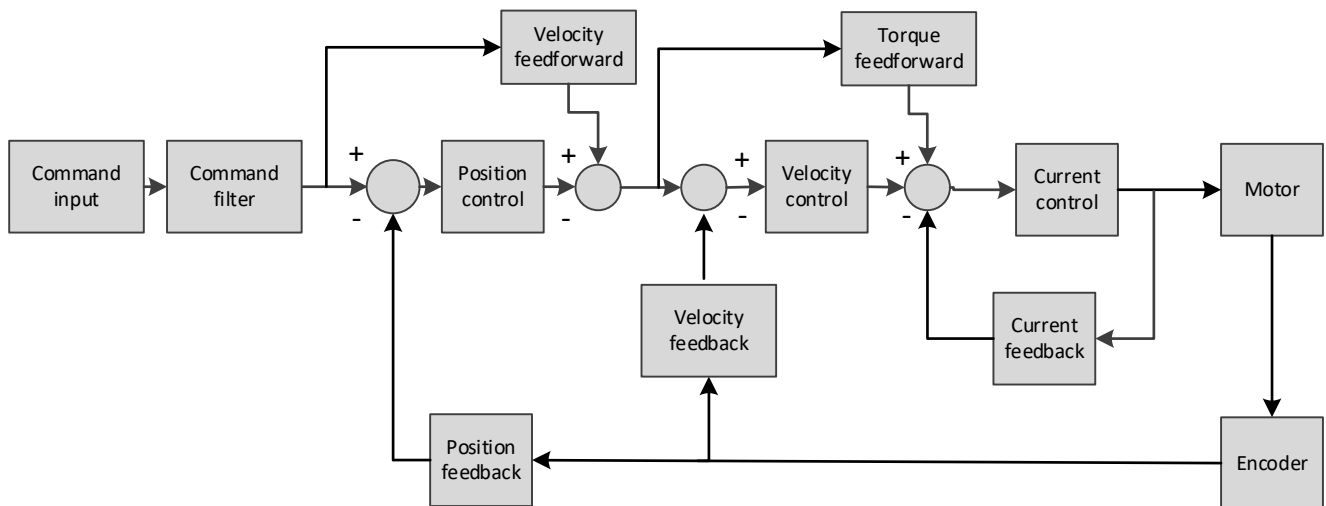 Velocity
feedforward
Torque
feedforward
Command
input
Command
filter
+
-
Position
control
+
-
+
-
Velocity
control
+
-
Current
control
Motor
Velocity
feedback
Current
feedback
Position
feedback
Encoder